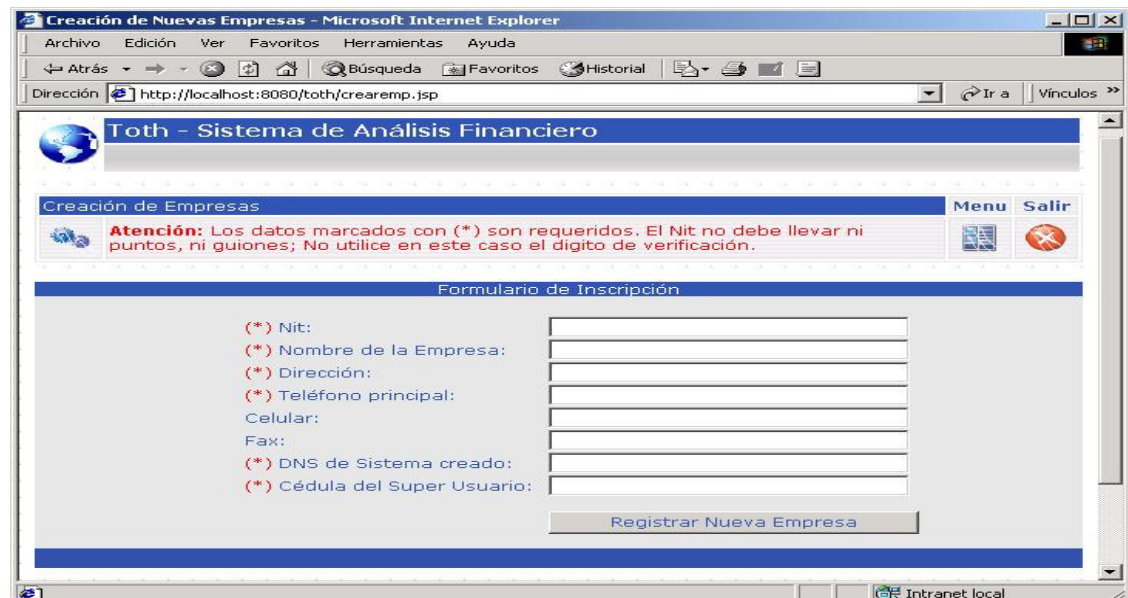 Creación de Nuevas Empresas - Microsoft Internet Explorer
Archivo Edición Ver Favoritos Herramientas Ayuda
Atrás Búsqueda Favoritos Historial
Dirección http://localhost:8080/toth/crearemp.jsp Ir a Vínculos »
Toth - Sistema de Análisis Financiero
Creación de Empresas Menu Salir
Atención: Los datos marcados con (*) son requeridos. El Nit no debe llevar ni
puntos, ni guiones; No utilice en este caso el digito de verificación.
Formulario de Inscripción
(*) Nit:
(*) Nombre de la Empresa:
(*) Dirección:
(*) Teléfono principal:
Celular:
Fax:
(*) DNS de Sistema creado:
(*) Cédula del Super Usuario:
Registrar Nueva Empresa
Intranet local